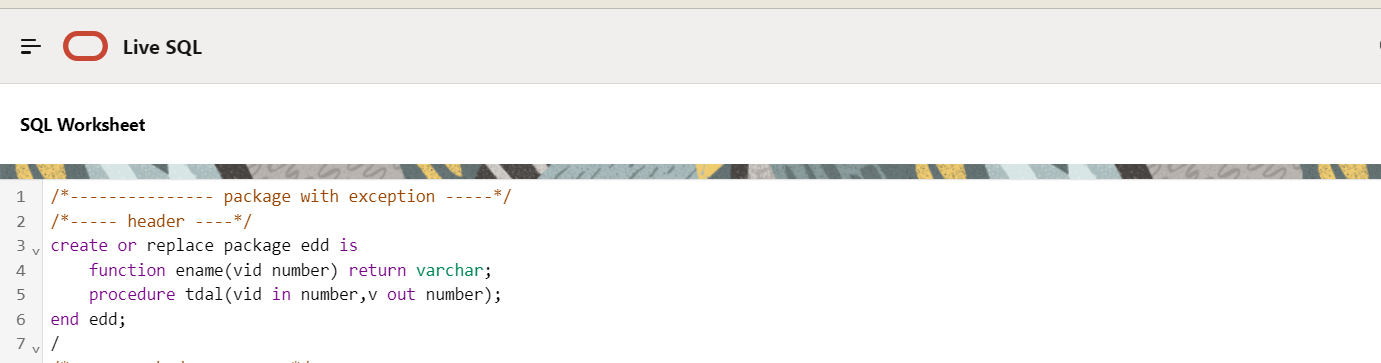 Live SQL
SQL Worksheet
1 /*--------------- package with exception -----*/
2 /*----- header ----*/
3 create or replace package edd is
4 function ename(vid number) return varchar;
5 procedure tdal(vid in number,v out number);
6 end edd;
7 /